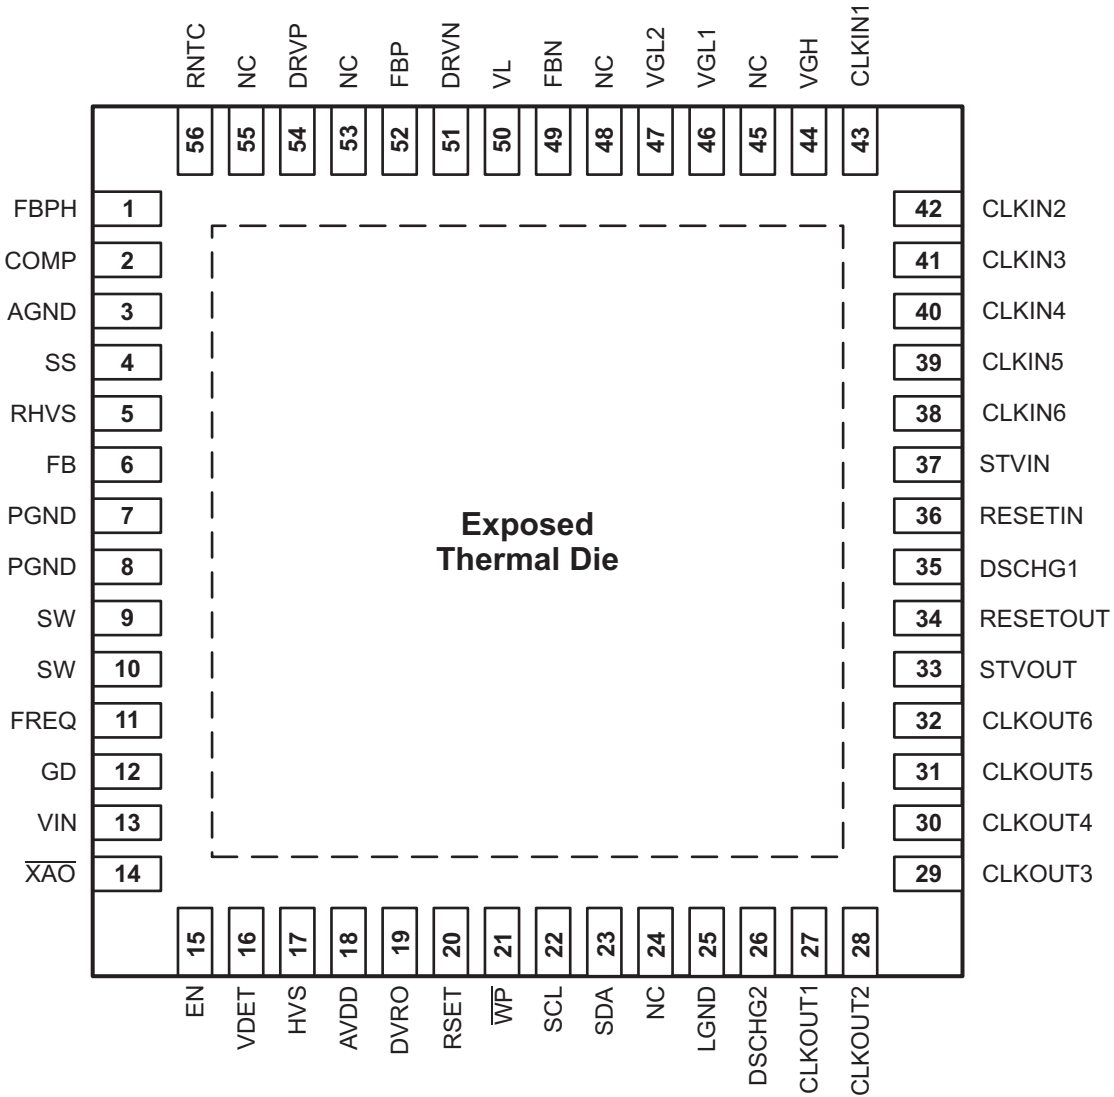 RNTC NC DRVP NC FBP DRVN VL FBN NC VGL2 VGL1 NC VGH CLKIN1
56 55 54 53 52 51 50 49 48 47 46 45 44 43
FBPH 1 42 CLKIN2
COMP 2 41 CLKIN3
AGND 3 40 CLKIN4
SS 4 39 CLKIN5
RHVS 5 38 CLKIN6
FB 6 37 STVIN
PGND 7 36 RESETIN
Exposed
Thermal Die
PGND 8 35 DSCHG1
SW 9 34 RESETOUT
SW 10 33 STVOUT
FREQ 11 32 CLKOUT6
GD 12 31 CLKOUT5
VIN 13 30 CLKOUT4
X̅A̅O̅ 14 29 CLKOUT3
15 16 17 18 19 20 21 22 23 24 25 26 27 28
EN VDET HVS AVDD DVRO RSET W̅P̅ SCL SDA NC LGND DSCHG2 CLKOUT1 CLKOUT2